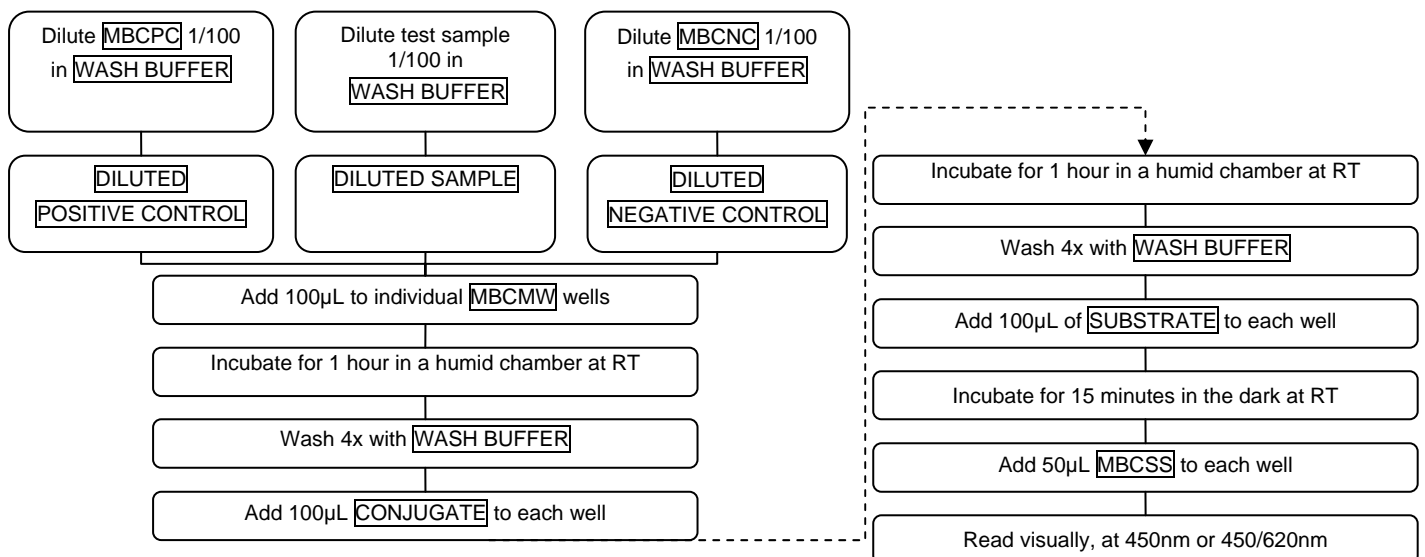 Dilute MBCPC 1/100
in WASH BUFFER
Dilute test sample
1/100 in
WASH BUFFER
Dilute MBCNC 1/100
in WASH BUFFER
DILUTED
POSITIVE CONTROL
DILUTED SAMPLE
DILUTED
NEGATIVE CONTROL
Add 100µL to individual MBCMW wells
Incubate for 1 hour in a humid chamber at RT
Wash 4x with WASH BUFFER
Add 100µL CONJUGATE to each well
Incubate for 1 hour in a humid chamber at RT
Wash 4x with WASH BUFFER
Add 100µL of SUBSTRATE to each well
Incubate for 15 minutes in the dark at RT
Add 50µL MBCSS to each well
Read visually, at 450nm or 450/620nm